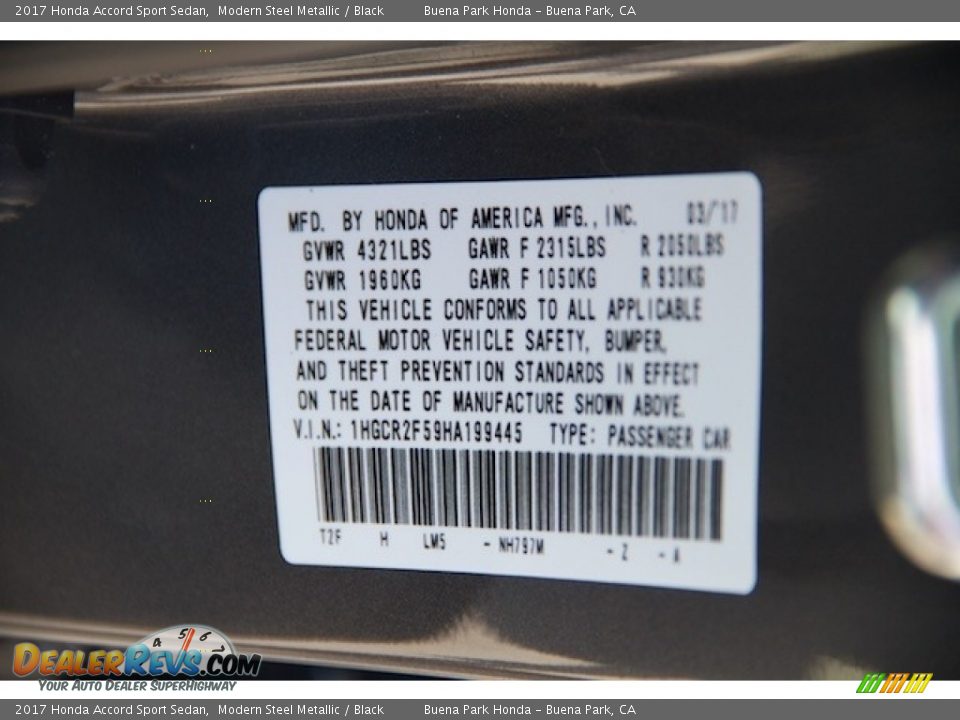 2017 Honda Accord Sport Sedan, Modern Steel Metallic / Black Buena Park Honda – Buena Park, CA
MFD. BY HONDA OF AMERICA MFG., INC. 03/17
GVWR 4321LBS GAWR F 2315LBS R 2050LBS
GVWR 1960KG GAWR F 1050KG R 930KG
THIS VEHICLE CONFORMS TO ALL APPLICABLE
FEDERAL MOTOR VEHICLE SAFETY, BUMPER,
AND THEFT PREVENTION STANDARDS IN EFFECT
ON THE DATE OF MANUFACTURE SHOWN ABOVE.
V.I.N.: 1HGCR2F59HA199445 TYPE: PASSENGER CAR
T2F H LM5 - NH797M - Z - A
4 5 6
DEALERREVS.COM
YOUR AUTO DEALER SUPERHIGHWAY
2017 Honda Accord Sport Sedan, Modern Steel Metallic / Black Buena Park Honda – Buena Park, CA